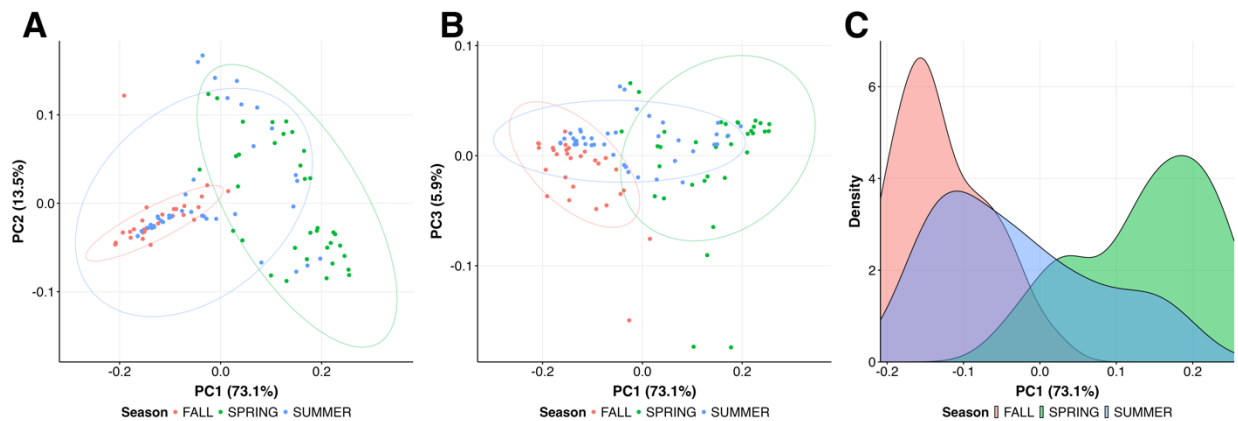 A
PC2 (13.5%)
0.1
0.0
-0.1
-0.2
0.0
0.2
PC1 (73.1%)
Season FALL SPRING SUMMER
B
PC3 (5.9%)
0.1
0.0
-0.1
-0.2
0.0
0.2
PC1 (73.1%)
Season FALL SPRING SUMMER
C
Density
6
4
2
0
-0.2
-0.1
0.0
0.1
0.2
PC1 (73.1%)
Season FALL SPRING SUMMER